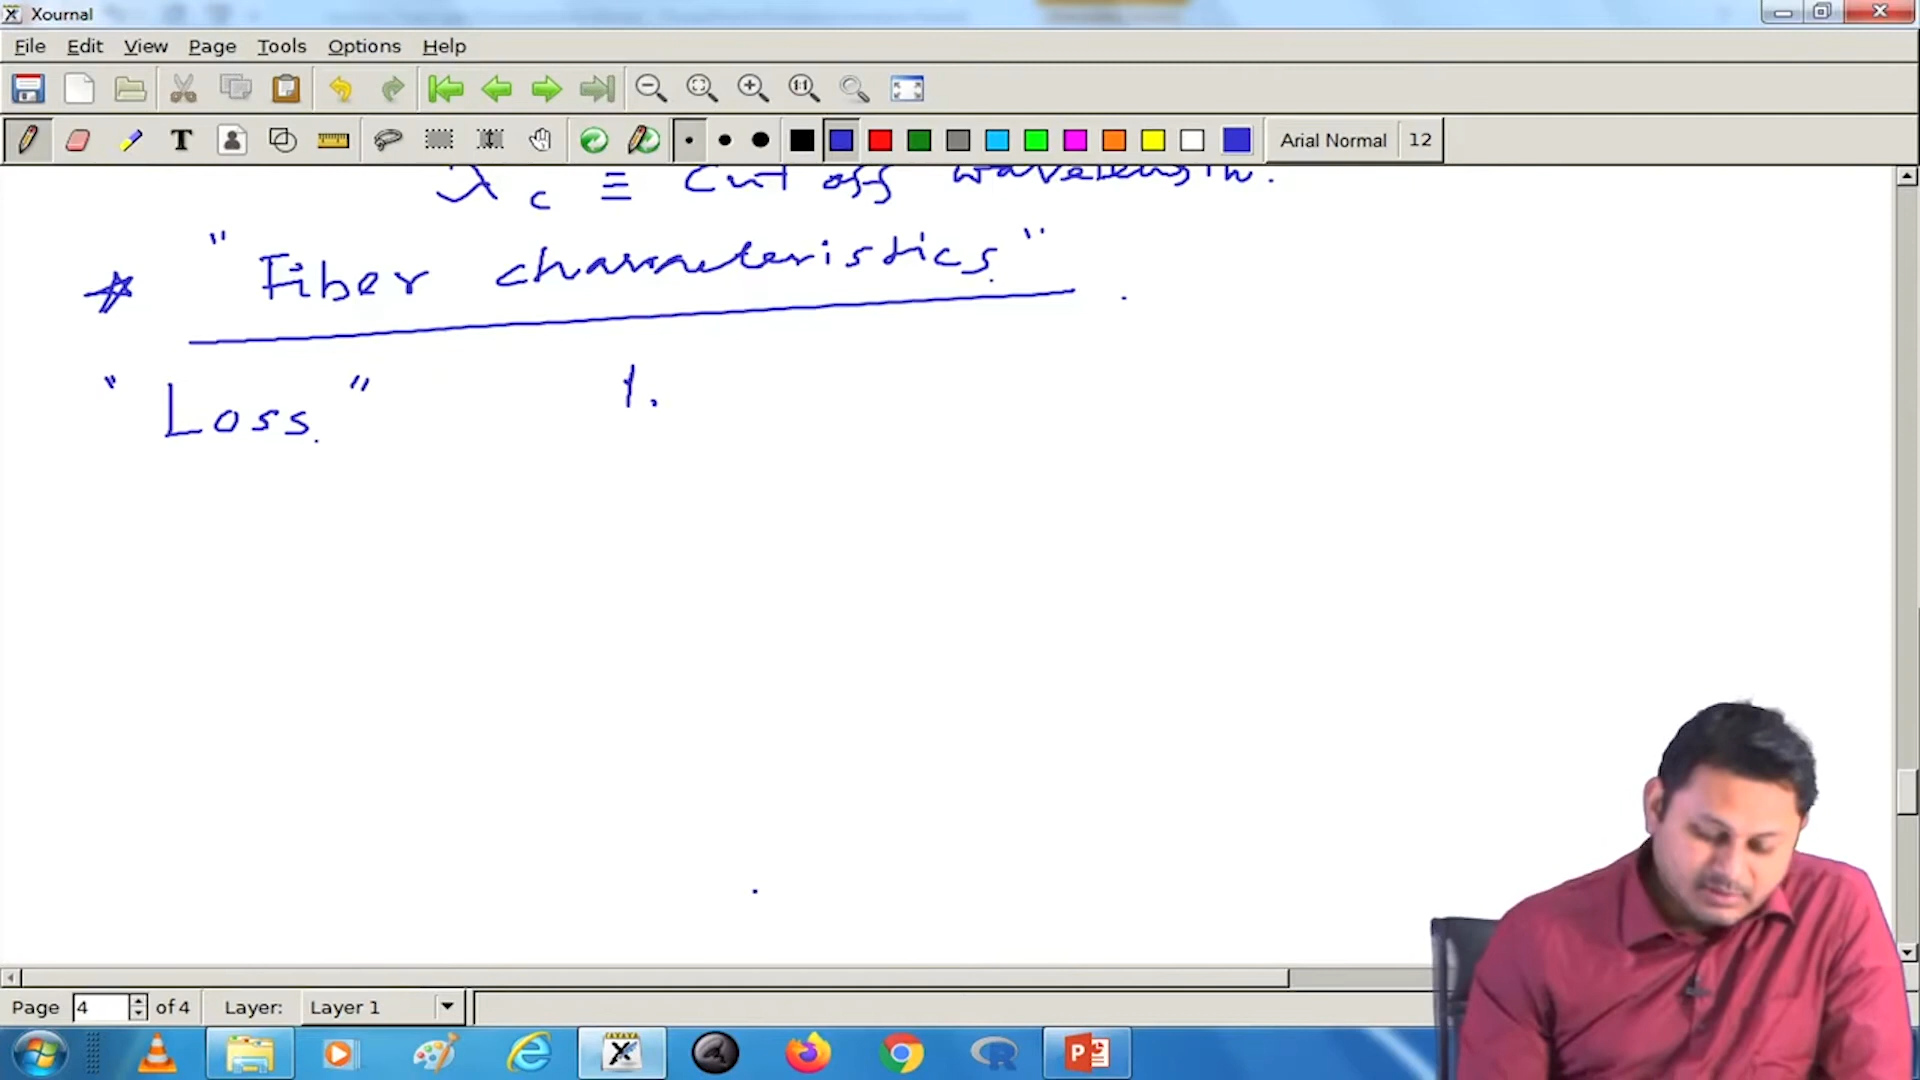 Xournal
File Edit View Page Tools Options Help
Arial Normal 12
λc ≡ Cut off wavelength.
* "Fiber characteristics."
"Loss." 1.
Page 4 of 4 Layer: Layer 1